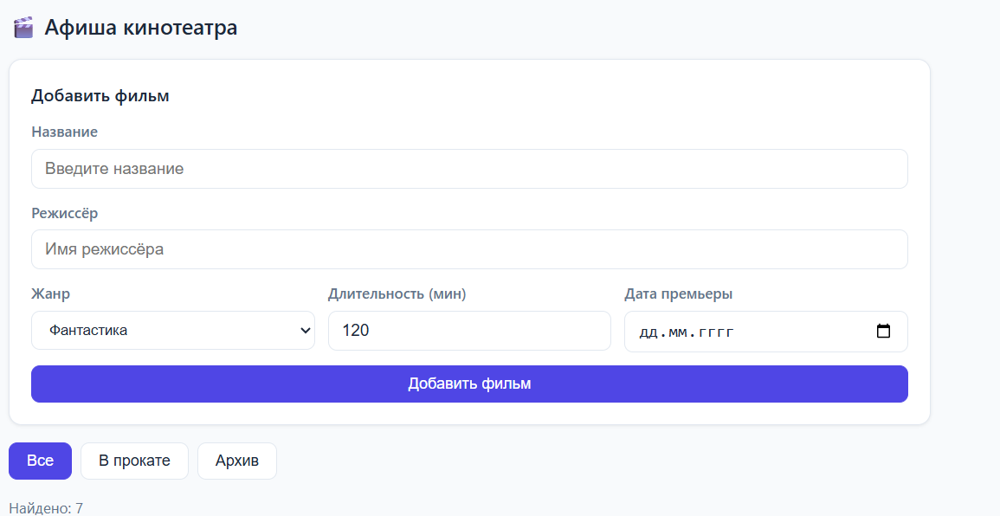 Афиша кинотеатра
Добавить фильм
Название
Введите название
Режиссёр
Имя режиссёра
Жанр Длительность (мин) Дата премьеры
Фантастика 120 дд.мм.гггг
Добавить фильм
Все В прокате Архив
Найдено: 7